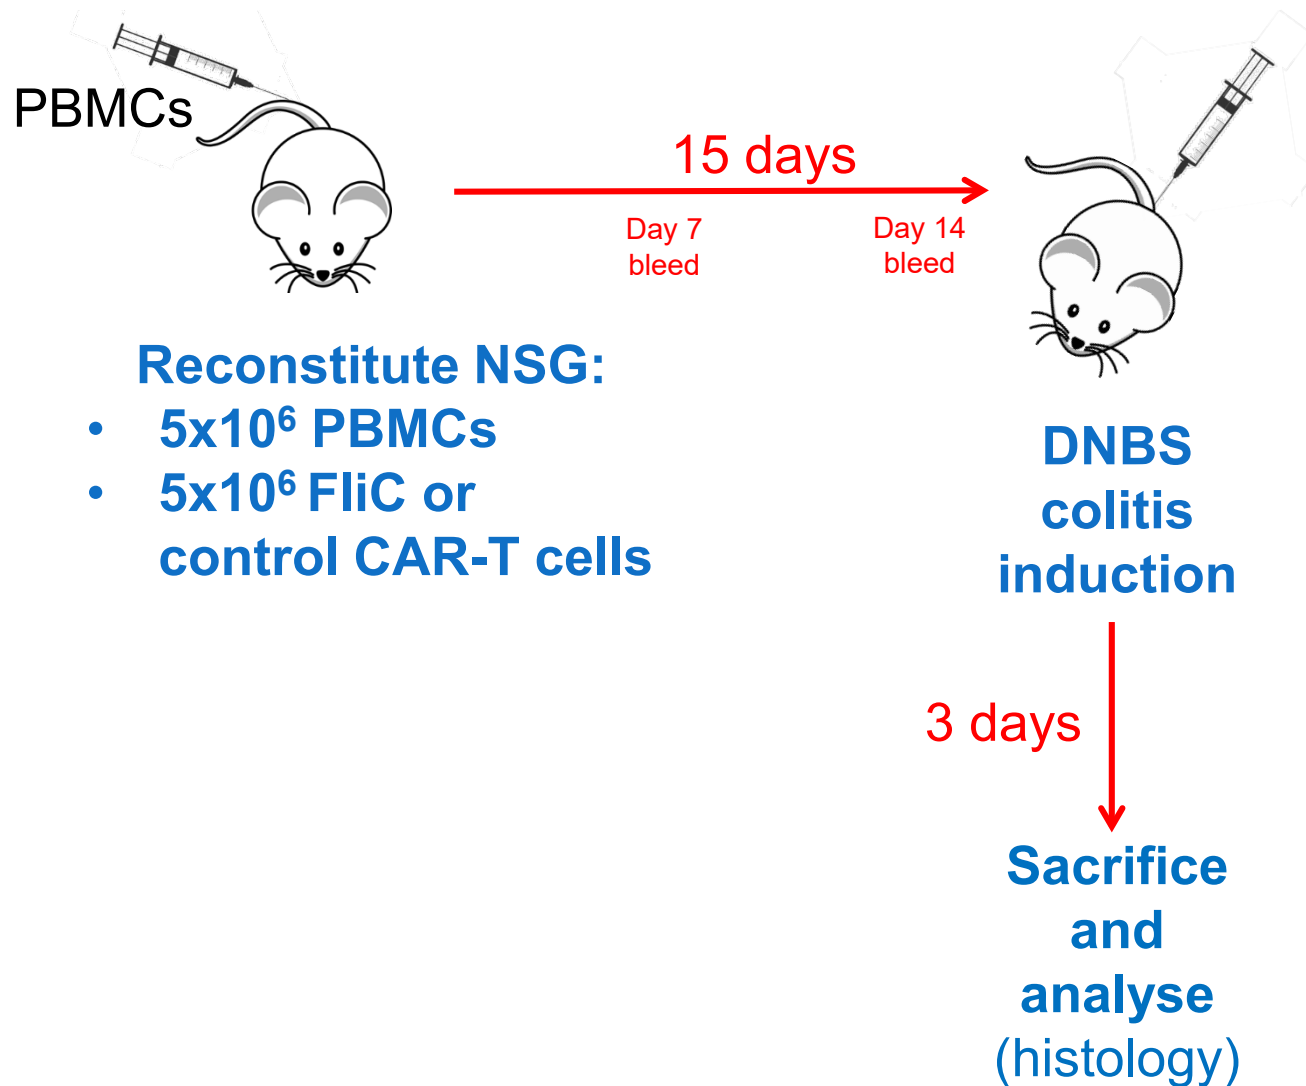 PBMCs
15 days
Day 7
bleed
Day 14
bleed
Reconstitute NSG:
• 5x10⁶ PBMCs
• 5x10⁶ FliC or
control CAR-T cells
DNBS
colitis
induction
3 days
Sacrifice
and
analyse
(histology)